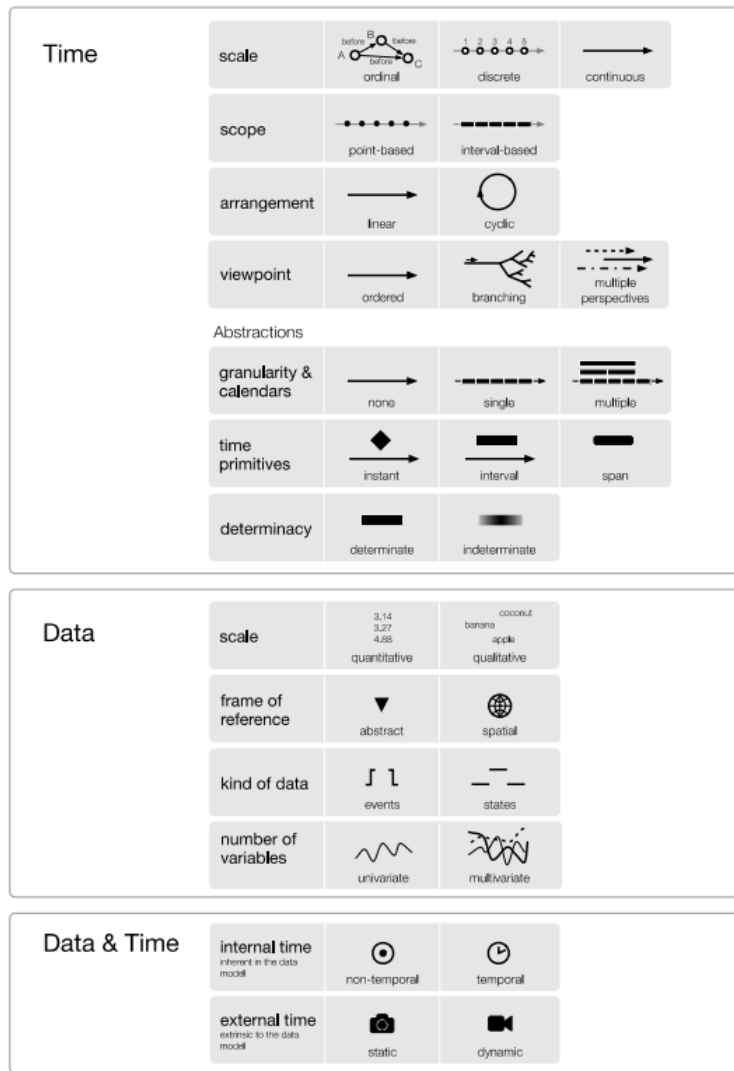 Time
scale
before
B
before
A
before
C
ordinal
1 2 3 4 5
discrete
continuous
scope
point-based
interval-based
arrangement
linear
cyclic
viewpoint
ordered
branching
multiple
perspectives
Abstractions
granularity &
calendars
none
single
multiple
time
primitives
instant
interval
span
determinacy
determinate
indeterminate
Data
scale
3,14
3,27
4,88
quantitative
coconut
banana
apple
qualitative
frame of
reference
abstract
spatial
kind of data
events
states
number of
variables
univariate
multivariate
Data & Time
internal time
inherent in the data
model
non-temporal
temporal
external time
extrinsic to the data
model
static
dynamic